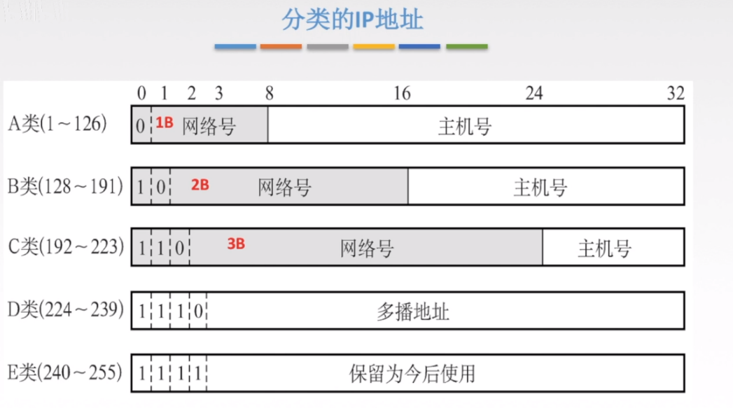 分类的IP地址
0 1 2 3 8 16 24 32
A类(1～126) 0 1B 网络号 主机号
B类(128～191) 1 0 2B 网络号 主机号
C类(192～223) 1 1 0 3B 网络号 主机号
D类(224～239) 1 1 1 0 多播地址
E类(240～255) 1 1 1 1 保留为今后使用